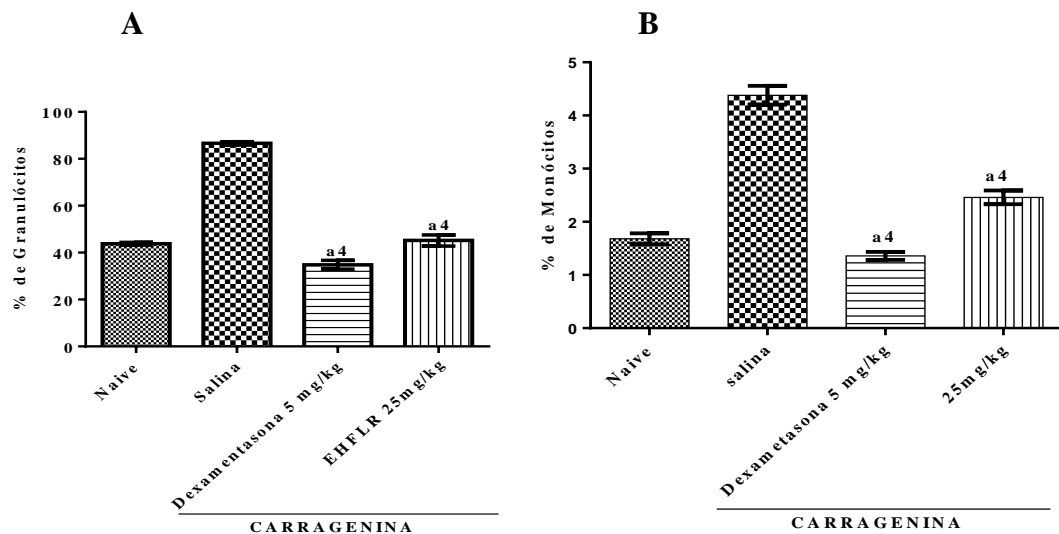 A
% de Granulócitos
100
80
60
40
20
0
a4
a4
Naive
Salina
Dexamentasona 5 mg/kg
EHFLR 25mg/kg
CARRAGENINA
B
% de Monócitos
5
4
3
2
1
0
a4
a4
Naive
salina
Dexametasona 5 mg/kg
25mg/kg
CARRAGENINA